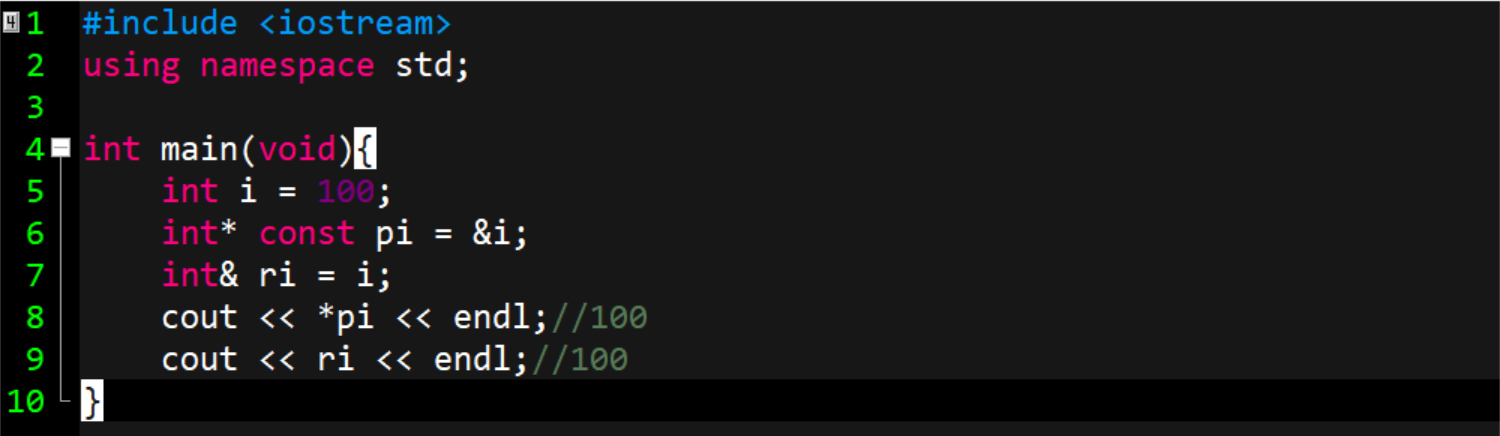 1 #include <iostream>
2 using namespace std;
3
4 int main(void){
5     int i = 100;
6     int* const pi = &i;
7     int& ri = i;
8     cout << *pi << endl;//100
9     cout << ri << endl;//100
10 }